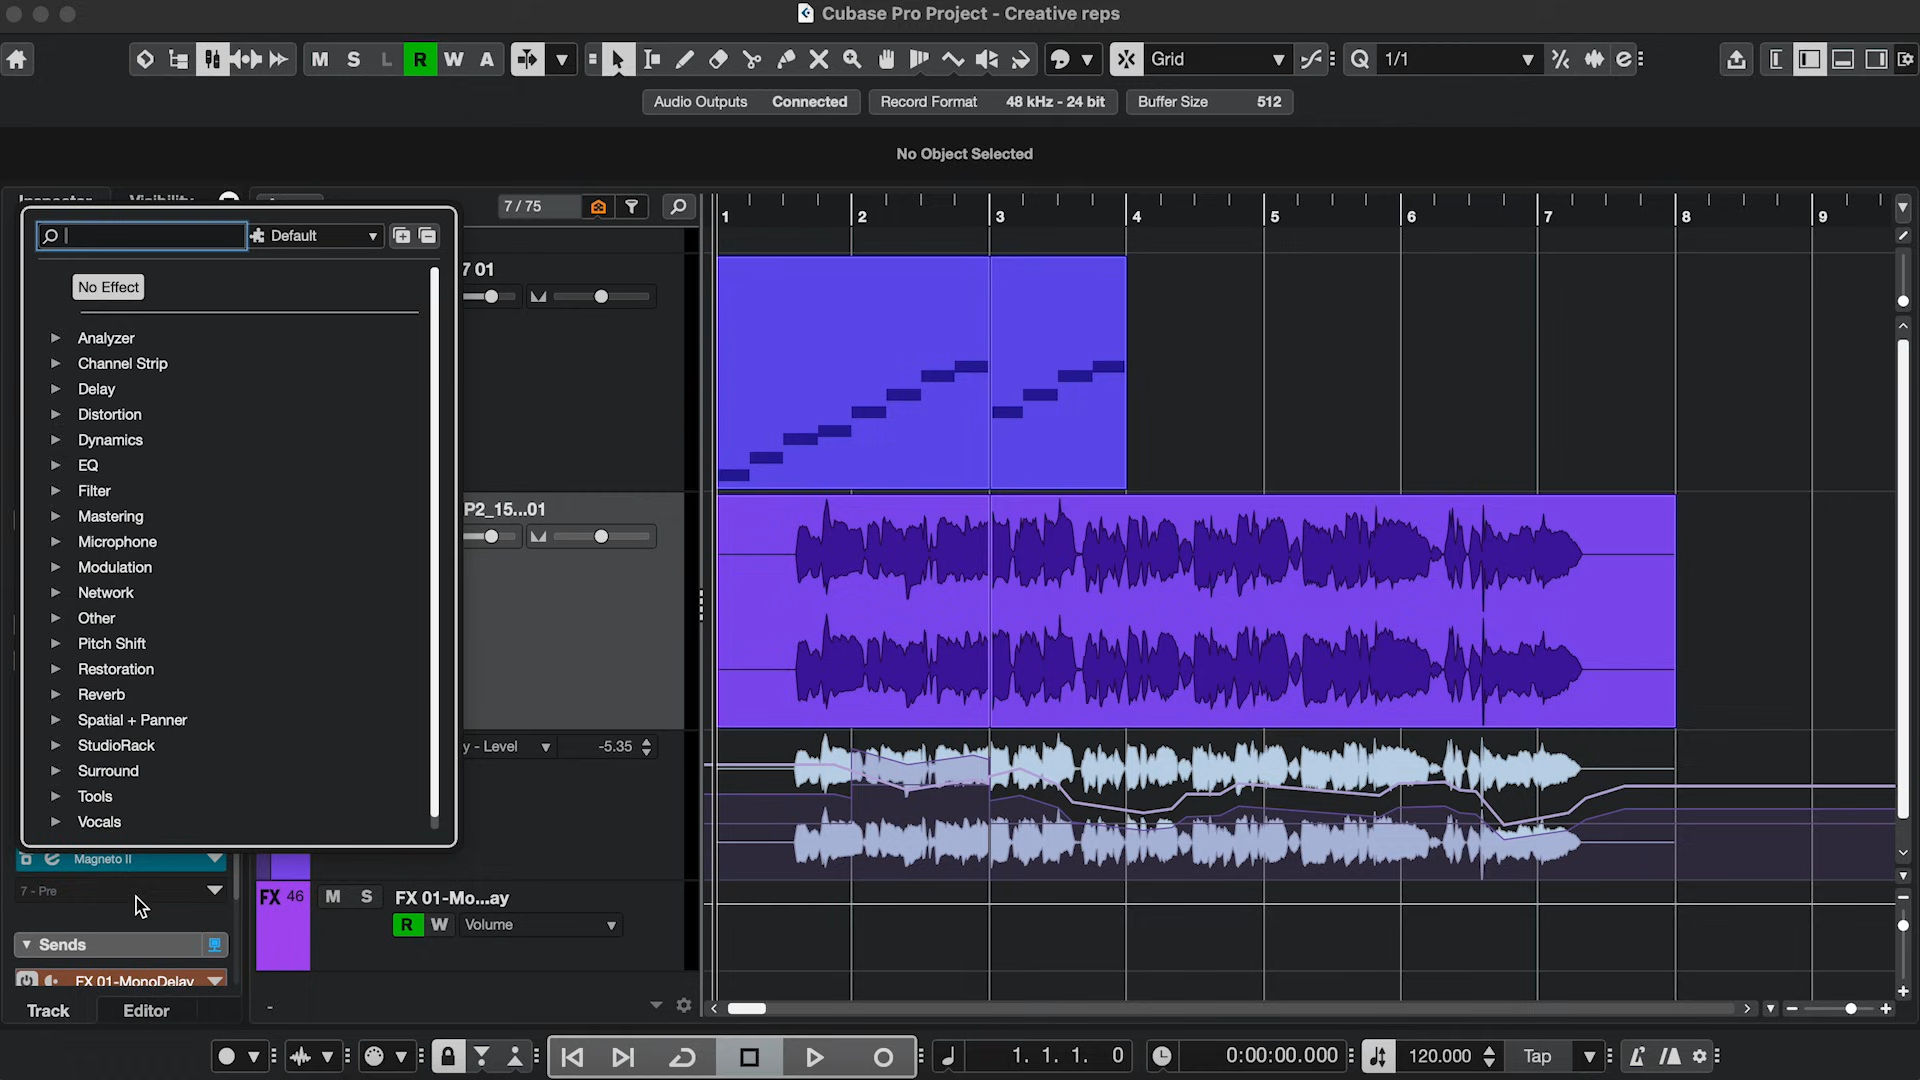 Cubase Pro Project - Creative reps
M S L R W A
Grid
Q 1/1
Audio Outputs Connected
Record Format 48 kHz - 24 bit
Buffer Size 512
No Object Selected
Inspector Visibility
7 / 75
1 2 3 4 5 6 7 8 9
Default
No Effect
Analyzer
Channel Strip
Delay
Distortion
Dynamics
EQ
Filter
Mastering
Microphone
Modulation
Network
Other
Pitch Shift
Restoration
Reverb
Spatial + Panner
StudioRack
Surround
Tools
Vocals
7 01
P2_15...01
y - Level -5.35
Magneto II
7 - Pre
Sends
FX 01-MonoDelay
FX 46 M S FX 01-Mo...ay
R W Volume
Track Editor
1. 1. 1. 0
0:00:00.000
120.000
Tap